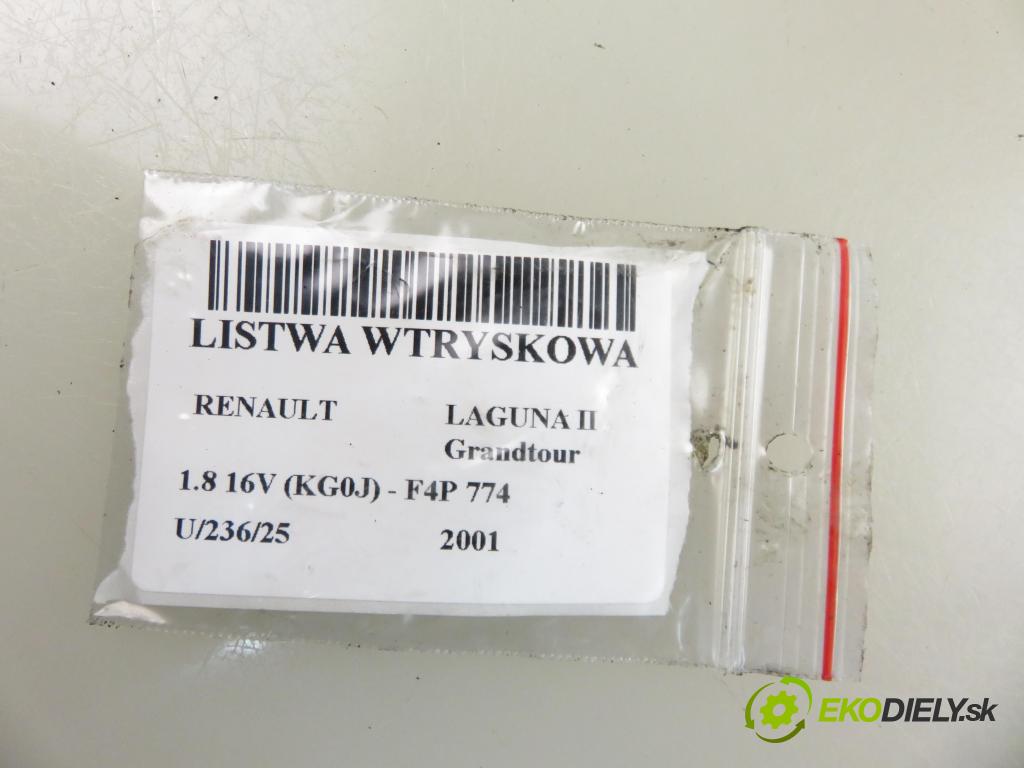 LISTWA WTRYSKOWA
RENAULT LAGUNA II
Grandtour
1.8 16V (KG0J) - F4P 774
U/236/25 2001
EKODIELY.sk